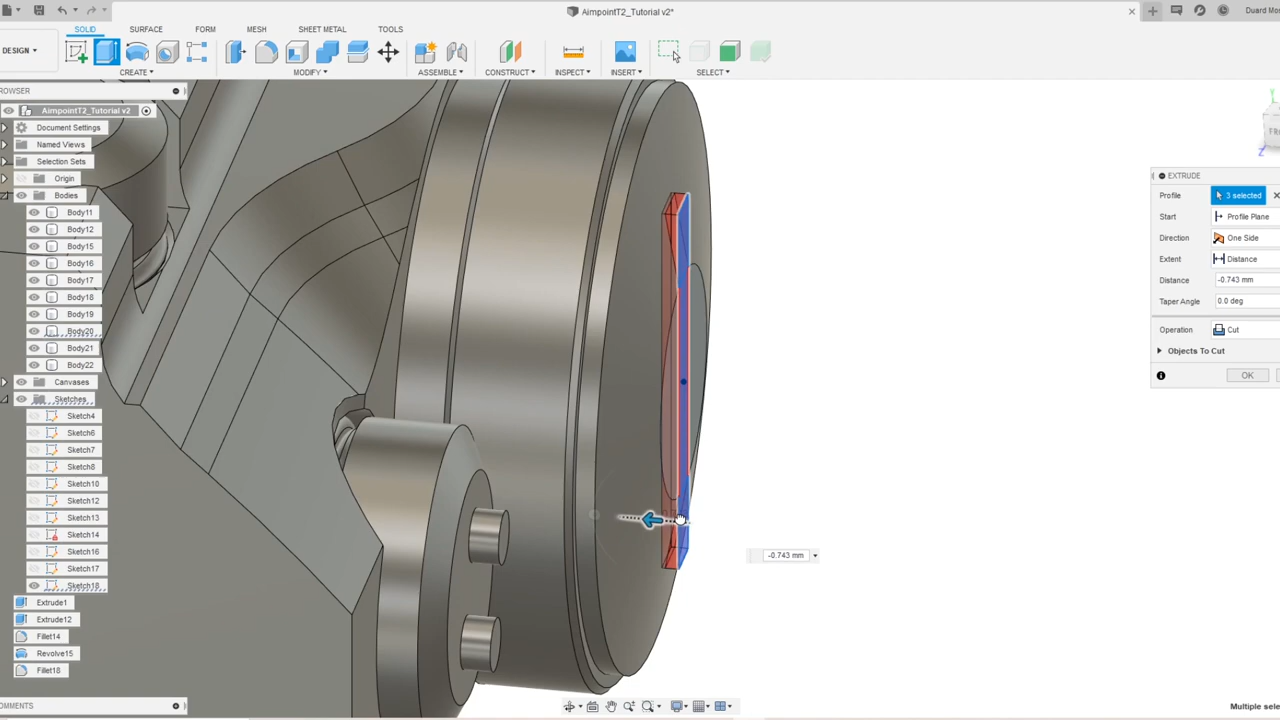 AimpointT2_Tutorial v2*
Duard Mo
SOLID SURFACE FORM MESH SHEET METAL TOOLS
DESIGN
CREATE MODIFY ASSEMBLE CONSTRUCT INSPECT INSERT SELECT
ROWSER
AimpointT2_Tutorial v2
Document Settings
Named Views
Selection Sets
Origin
Bodies
Body11
Body12
Body15
Body16
Body17
Body18
Body19
Body20
Body21
Body22
Canvases
Sketches
Sketch4
Sketch6
Sketch7
Sketch8
Sketch10
Sketch12
Sketch13
Sketch14
Sketch16
Sketch17
Sketch18
Extrude1
Extrude12
Fillet14
Revolve15
Fillet18
OMMENTS
FR
Z
EXTRUDE
Profile 3 selected
Start Profile Plane
Direction One Side
Extent Distance
Distance -0.743 mm
Taper Angle 0.0 deg
Operation Cut
Objects To Cut
OK
-0.743 mm
Multiple sele